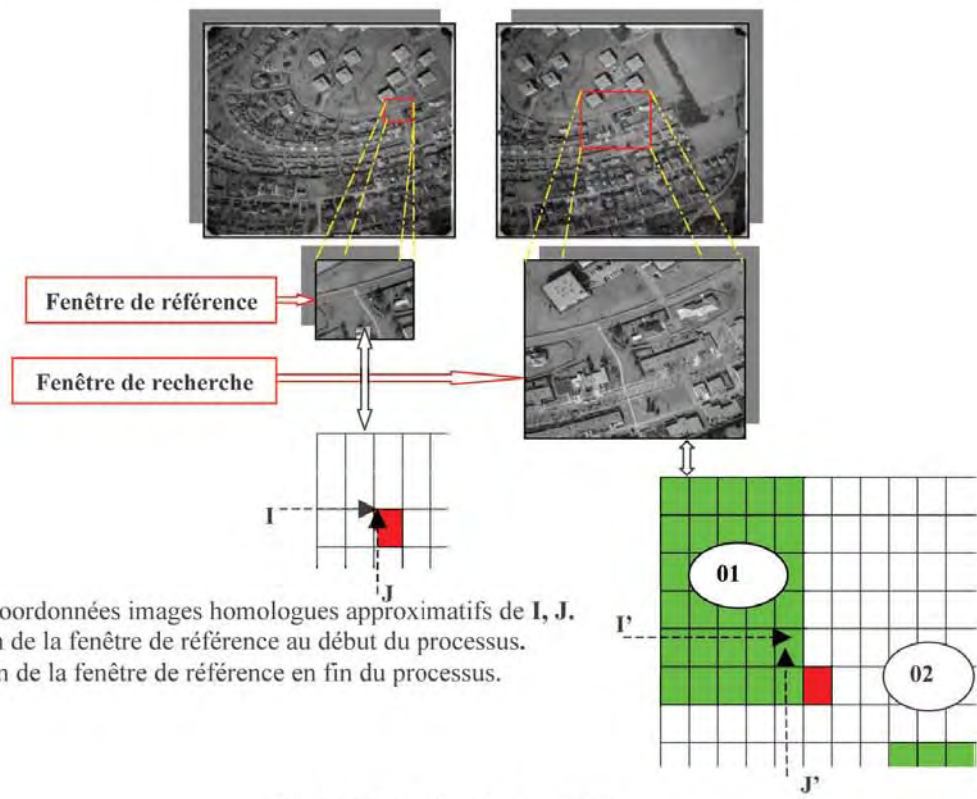 Fenêtre de référence
Fenêtre de recherche
I
J
01
I’
02
J’
oordonnées images homologues approximatifs de I, J.
n de la fenêtre de référence au début du processus.
n de la fenêtre de référence en fin du processus.